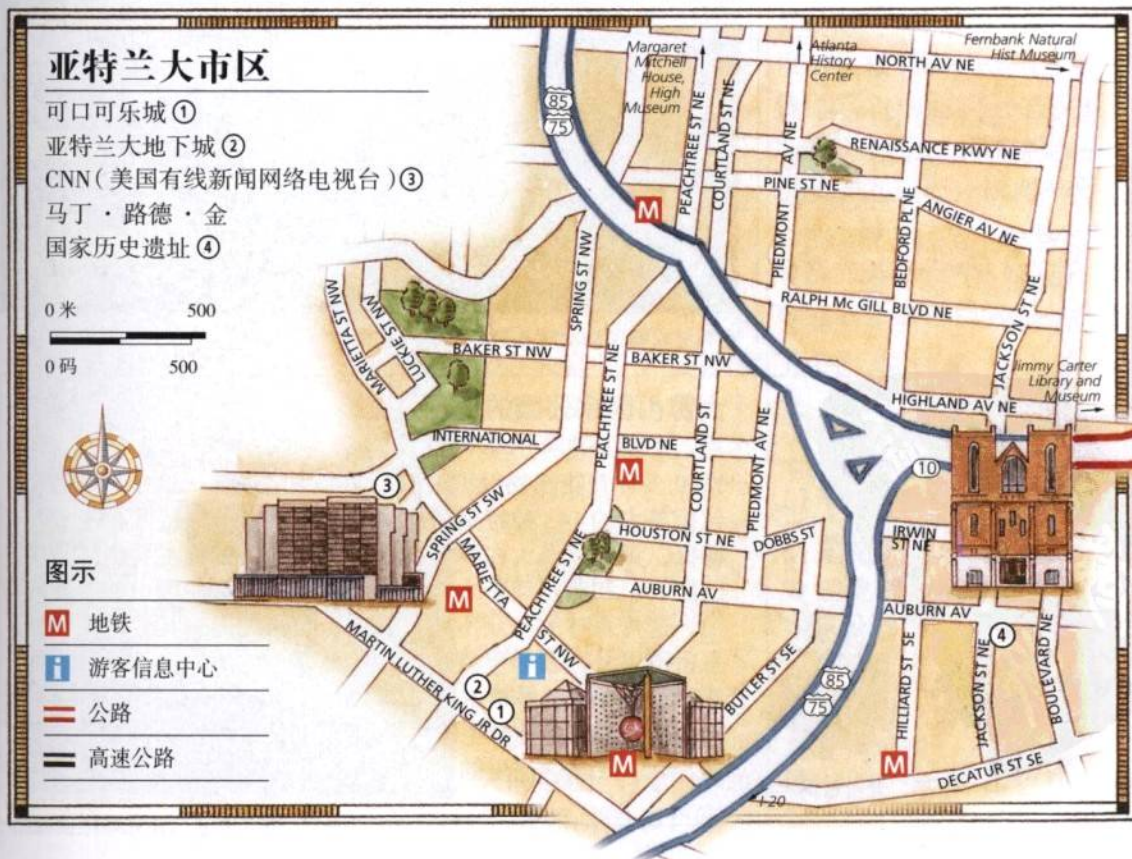 亚特兰大市区
可口可乐城 ①
亚特兰大地下城 ②
CNN(美国有线新闻网络电视台)③
马丁·路德·金
国家历史遗址 ④
0 米 500
0 码 500
图示
M 地铁
i 游客信息中心
公路
高速公路
Margaret
Mitchell
House,
High
Museum
Atlanta
History
Center
Fernbank Natural
Hist Museum
NORTH AV NE
85
75
PEACHTREE ST NE
COURTLAND ST NE
PIEDMONT AV NE
RENAISSANCE PKWY NE
PINE ST NE
BEDFORD PL NE
ANGIER AV NE
M
SPRING ST NW
RALPH Mc GILL BLVD NE
JACKSON ST NE
MARIETTA ST NW
LUCKIE ST NW
BAKER ST NW
BAKER ST NW
PEACHTREE ST NE
Jimmy Carter
Library and
Museum
HIGHLAND AV NE
INTERNATIONAL
BLVD NE
COURTLAND ST
PIEDMONT AV NE
M
10
③
SPRING ST SW
MARIETTA
ST NW
HOUSTON ST NE
DOBBS ST
IRWIN
ST NE
PEACHTREE ST NE
AUBURN AV
AUBURN AV
M
MARTIN LUTHER KING JR DR
i
②
①
④
BUTLER ST SE
85
75
HILLIARD ST SE
JACKSON ST NE
BOULEVARD NE
M
M
DECATUR ST SE
I-20